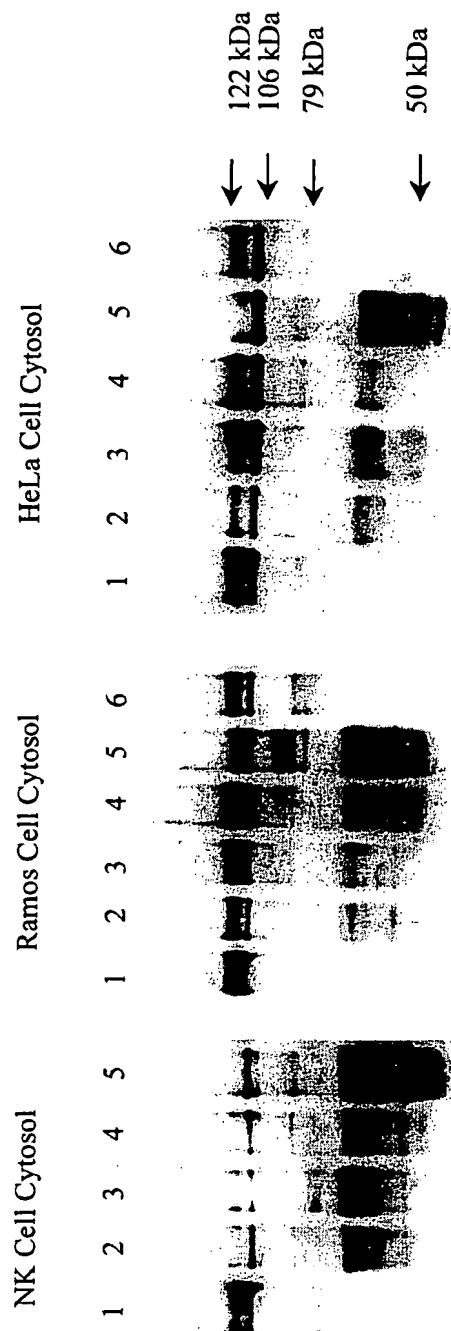 NK Cell Cytosol
1 2 3 4 5
Ramos Cell Cytosol
1 2 3 4 5 6
HeLa Cell Cytosol
1 2 3 4 5 6
122 kDa
106 kDa
79 kDa
50 kDa